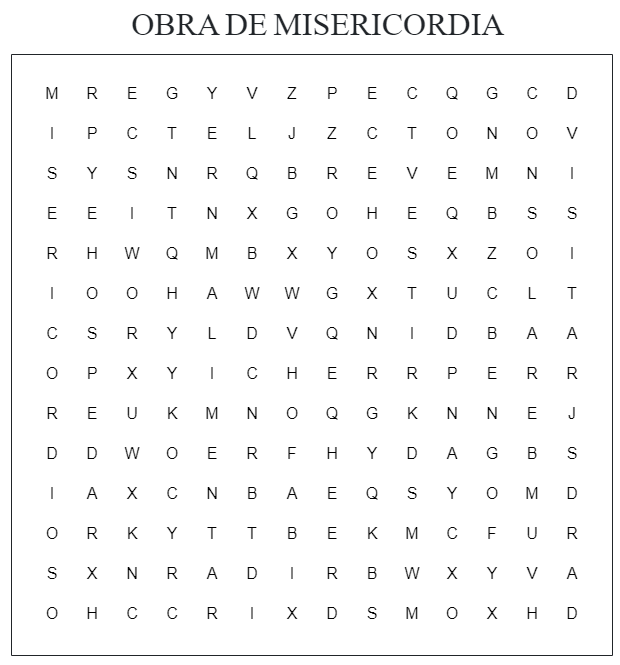 OBRA DE MISERICORDIA
M R E G Y V Z P E C Q G C D
I P C T E L J Z C T O N O V
S Y S N R Q B R E V E M N I
E E I T N X G O H E Q B S S
R H W Q M B X Y O S X Z O I
I O O H A W W G X T U C L T
C S R Y L D V Q N I D B A A
O P X Y I C H E R R P E R R
R E U K M N O Q G K N N E J
D D W O E R F H Y D A G B S
I A X C N B A E Q S Y O M D
O R K Y T T B E K M C F U R
S X N R A D I R B W X Y V A
O H C C R I X D S M O X H D